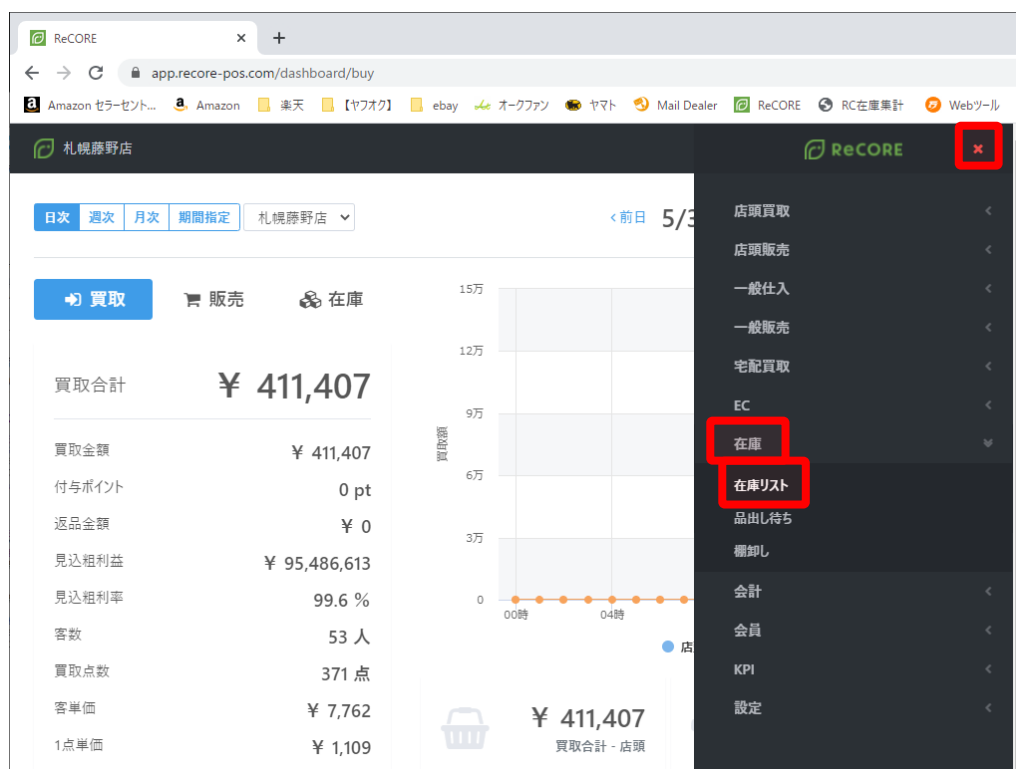 ReCORE
app.recore-pos.com/dashboard/buy
Amazon セラーセント... Amazon 楽天 【ヤフオク】 ebay オークファン ヤマト Mail Dealer ReCORE RC在庫集計 Webツール
札幌藤野店
ReCORE
日次 週次 月次 期間指定 札幌藤野店
前日 5/3
買取 販売 在庫
買取合計 ¥ 411,407
買取金額 ¥ 411,407
付与ポイント 0 pt
返品金額 ¥ 0
見込粗利益 ¥ 95,486,613
見込粗利率 99.6 %
客数 53 人
買取点数 371 点
客単価 ¥ 7,762
1点単価 ¥ 1,109
買取額
15万
12万
9万
6万
3万
0
00時 04時
店
¥ 411,407
買取合計 - 店頭
店頭買取
店頭販売
一般仕入
一般販売
宅配買取
EC
在庫
在庫リスト
品出し待ち
棚卸し
会計
会員
KPI
設定